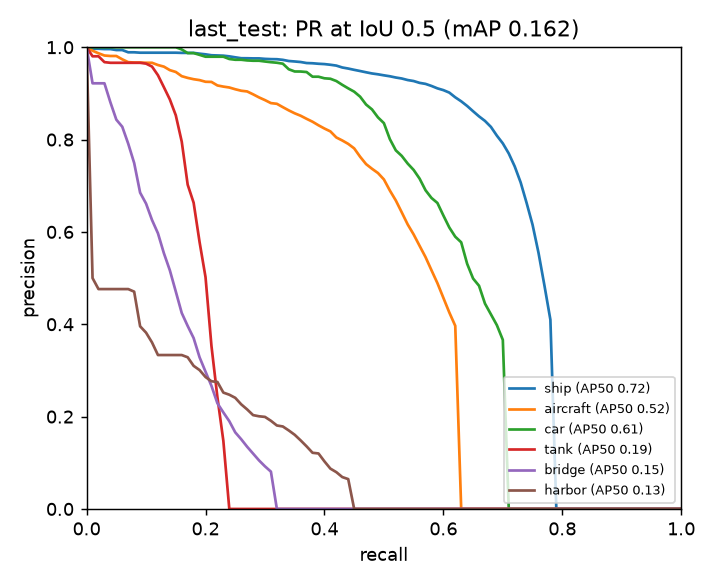 last_test: PR at IoU 0.5 (mAP 0.162)
1.0
0.8
0.6
0.4
0.2
0.0
precision
0.0 0.2 0.4 0.6 0.8 1.0
recall
ship (AP50 0.72)
aircraft (AP50 0.52)
car (AP50 0.61)
tank (AP50 0.19)
bridge (AP50 0.15)
harbor (AP50 0.13)